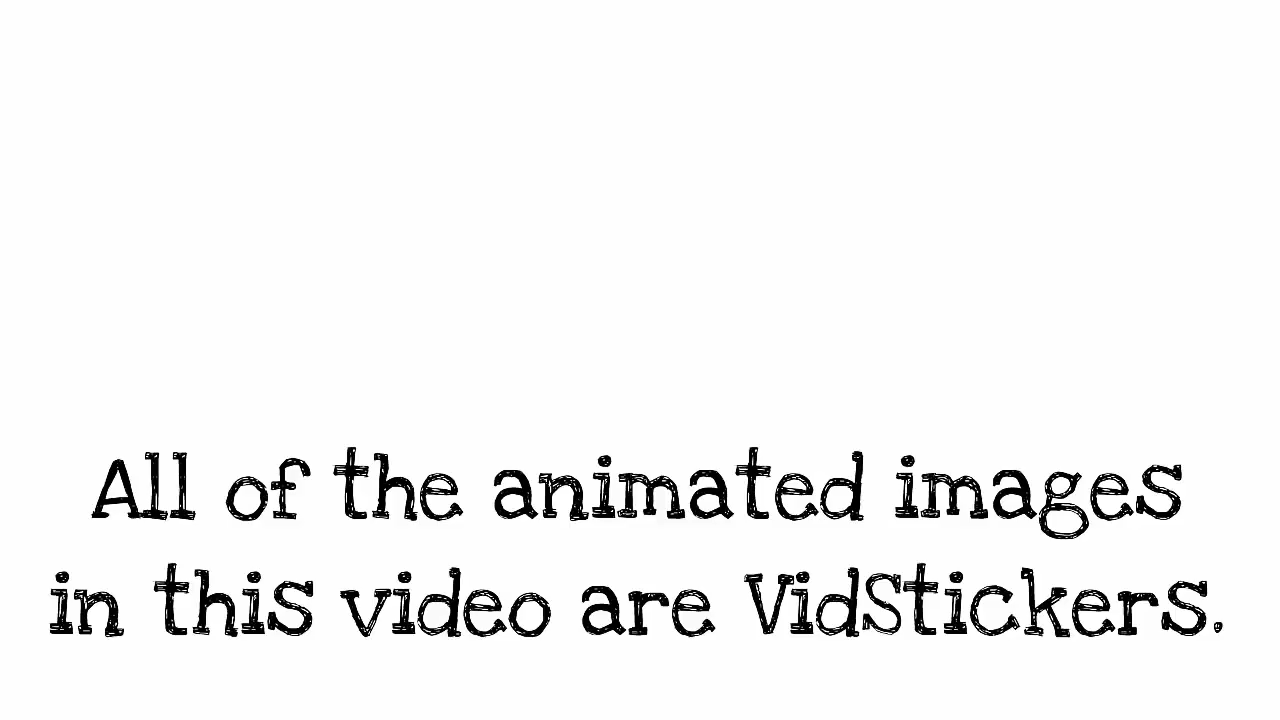 All of the animated images
in this video are VidStickers.